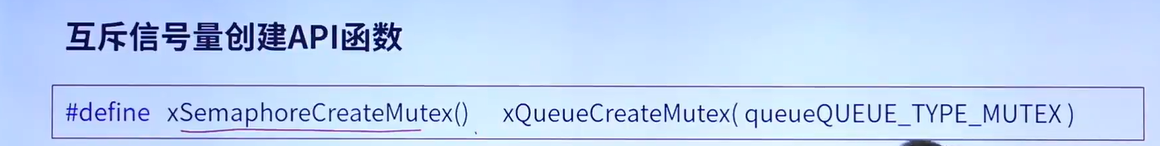 互斥信号量创建API函数
#define xSemaphoreCreateMutex() xQueueCreateMutex( queueQUEUE_TYPE_MUTEX )